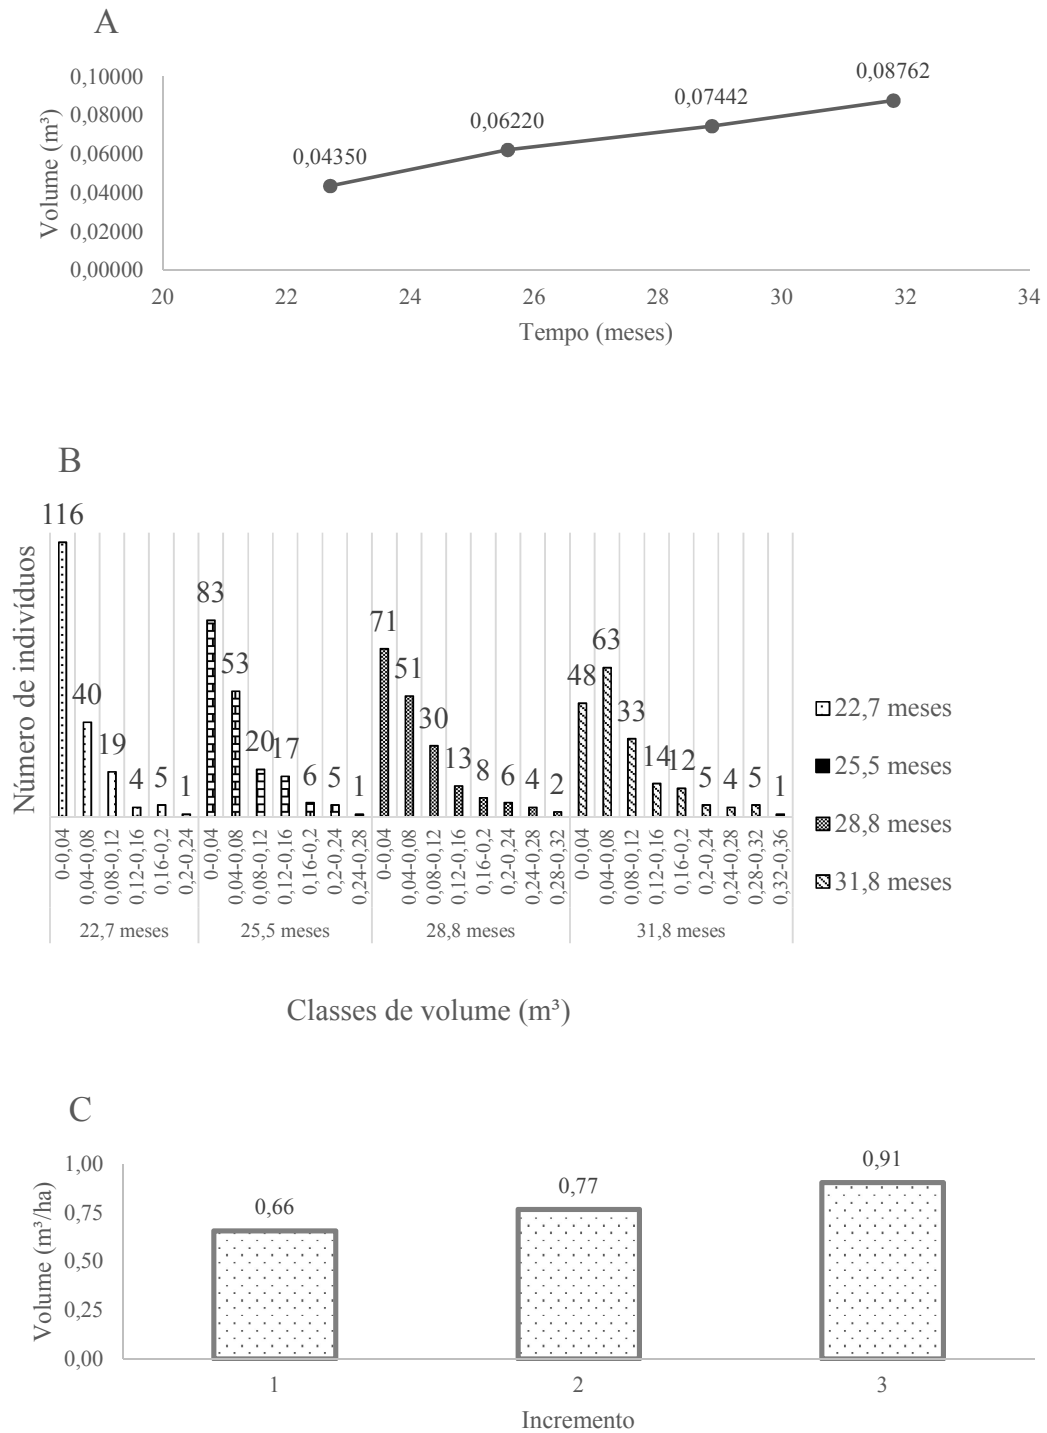 A
0,10000
0,08000
0,06000
0,04000
0,02000
0,00000
Volume (m³)
0,04350
0,06220
0,07442
0,08762
20 22 24 26 28 30 32 34
Tempo (meses)
B
Número de indivíduos
116 40 19 4 5 1
83 53 20 17 6 5 1
71 51 30 13 8 6 4 2
48 63 33 14 12 5 4 5 1
0-0,04 0,04-0,08 0,08-0,12 0,12-0,16 0,16-0,2 0,2-0,24
0-0,04 0,04-0,08 0,08-0,12 0,12-0,16 0,16-0,2 0,2-0,24 0,24-0,28
0-0,04 0,04-0,08 0,08-0,12 0,12-0,16 0,16-0,2 0,2-0,24 0,24-0,28 0,28-0,32
0-0,04 0,04-0,08 0,08-0,12 0,12-0,16 0,16-0,2 0,2-0,24 0,24-0,28 0,28-0,32 0,32-0,36
22,7 meses 25,5 meses 28,8 meses 31,8 meses
Classes de volume (m³)
22,7 meses
25,5 meses
28,8 meses
31,8 meses
C
1,00
0,75
0,50
0,25
0,00
Volume (m³/ha)
0,66
0,77
0,91
1 2 3
Incremento